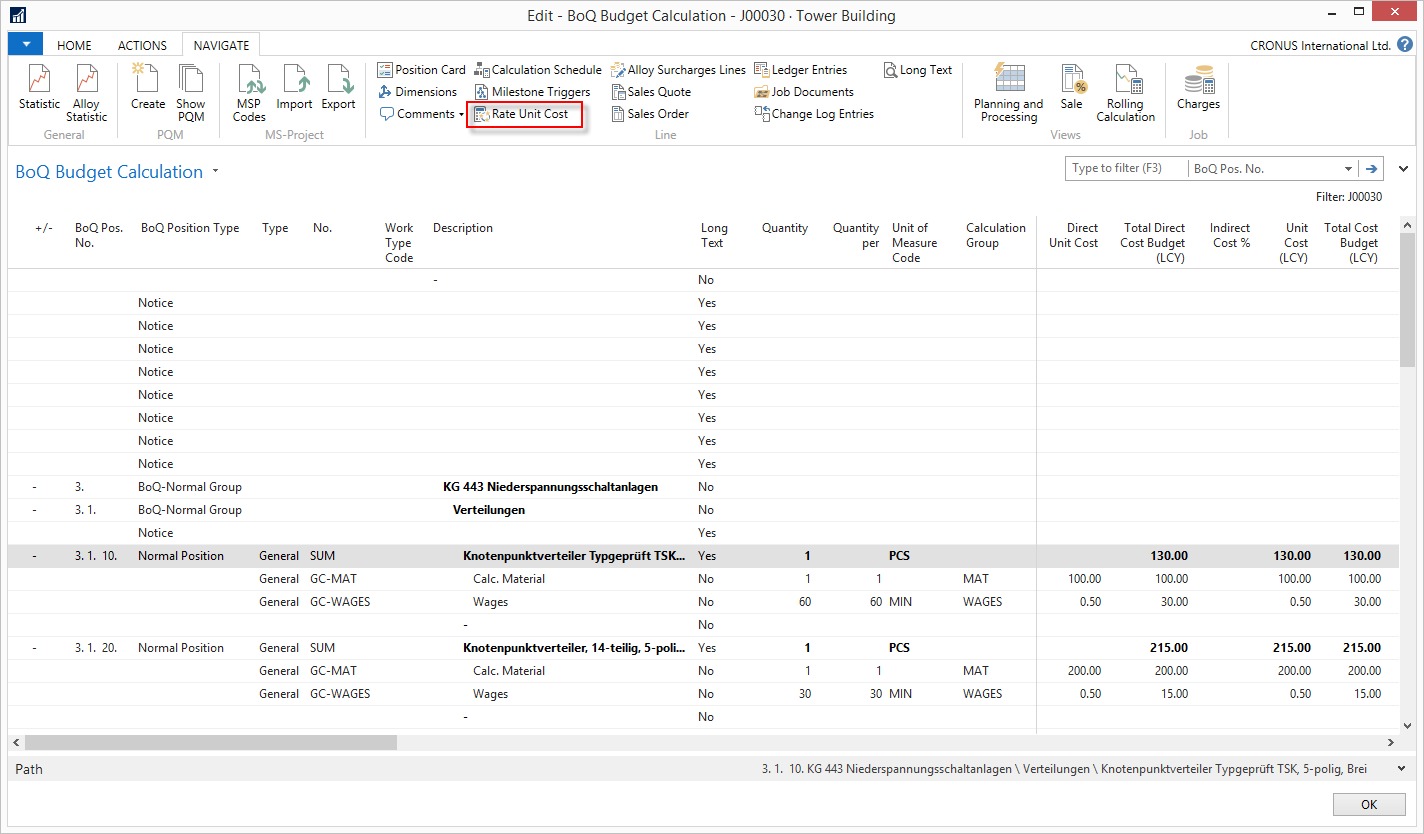 Edit - BoQ Budget Calculation - J00030 · Tower Building
HOME ACTIONS NAVIGATE CRONUS International Ltd. ?
Position Card Calculation Schedule Alloy Surcharges Lines Ledger Entries Long Text
Dimensions Milestone Triggers Sales Quote Job Documents
Comments Rate Unit Cost Sales Order Change Log Entries
Statistic Alloy Statistic Create Show PQM MSP Codes Import Export Planning and Processing Sale Rolling Calculation Charges
General PQM MS-Project Line Views Job
BoQ Budget Calculation Type to filter (F3) BoQ Pos. No.
Filter: J00030
+/- BoQ Pos. No. BoQ Position Type Type No. Work Type Code Description Long Text Quantity Quantity per Unit of Measure Code Calculation Group Direct Unit Cost Total Direct Cost Budget (LCY) Indirect Cost % Unit Cost (LCY) Total Cost Budget (LCY)
- No
Notice Yes
Notice Yes
Notice Yes
Notice Yes
Notice Yes
Notice Yes
Notice Yes
Notice Yes
- 3. BoQ-Normal Group KG 443 Niederspannungsschaltanlagen No
- 3. 1. BoQ-Normal Group Verteilungen No
Notice Yes
- 3. 1. 10. Normal Position General SUM Knotenpunktverteiler Typgeprüft TSK... Yes 1 PCS 130.00 130.00 130.00
General GC-MAT Calc. Material No 1 1 MAT 100.00 100.00 100.00 100.00
General GC-WAGES Wages No 60 60 MIN WAGES 0.50 30.00 0.50 30.00
- No
- 3. 1. 20. Normal Position General SUM Knotenpunktverteiler, 14-teilig, 5-poli... Yes 1 PCS 215.00 215.00 215.00
General GC-MAT Calc. Material No 1 1 MAT 200.00 200.00 200.00 200.00
General GC-WAGES Wages No 30 30 MIN WAGES 0.50 15.00 0.50 15.00
- No
Path 3. 1. 10. KG 443 Niederspannungsschaltanlagen \ Verteilungen \ Knotenpunktverteiler Typgeprüft TSK, 5-polig, Brei
OK